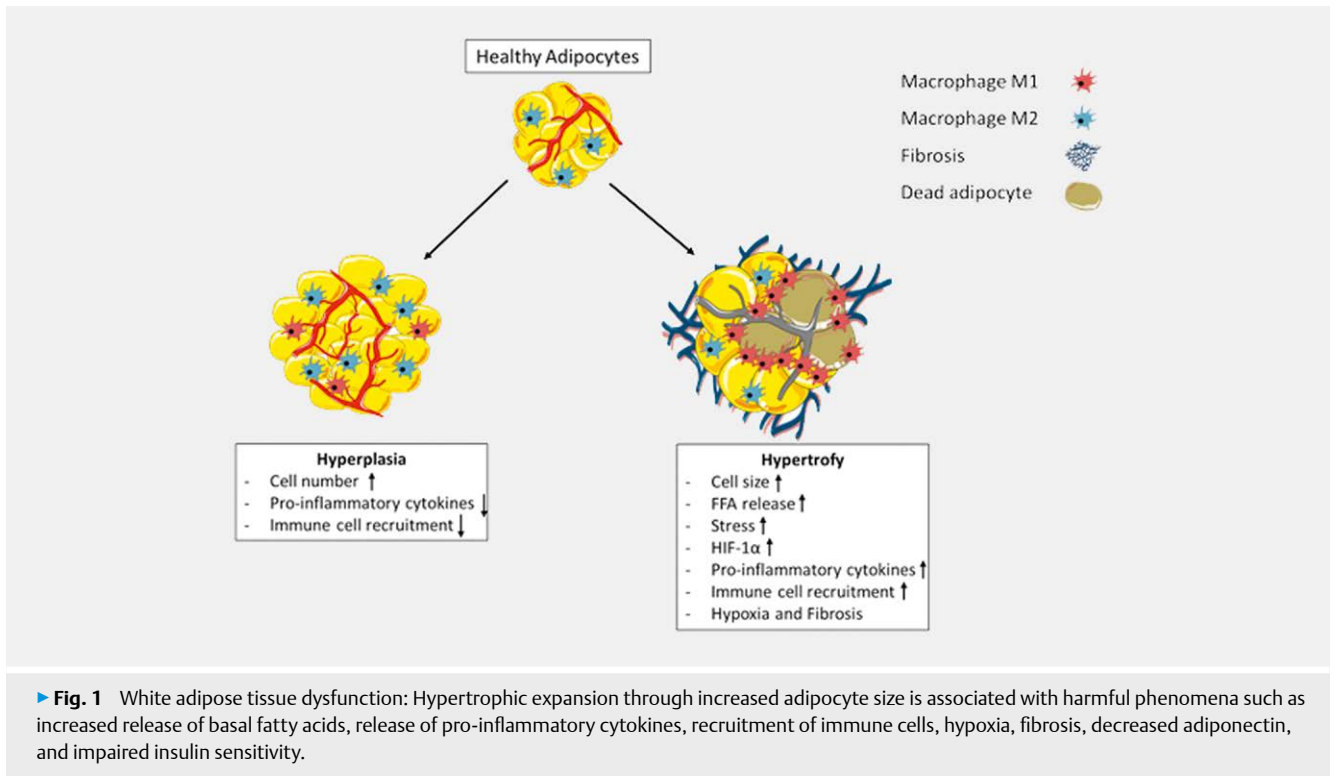 Healthy Adipocytes
Macrophage M1
Macrophage M2
Fibrosis
Dead adipocyte
Hyperplasia
- Cell number ↑
- Pro-inflammatory cytokines ↓
- Immune cell recruitment ↓
Hypertrofy
- Cell size ↑
- FFA release ↑
- Stress ↑
- HIF-1α ↑
- Pro-inflammatory cytokines ↑
- Immune cell recruitment ↑
- Hypoxia and Fibrosis
► Fig. 1 White adipose tissue dysfunction: Hypertrophic expansion through increased adipocyte size is associated with harmful phenomena such as
increased release of basal fatty acids, release of pro-inflammatory cytokines, recruitment of immune cells, hypoxia, fibrosis, decreased adiponectin,
and impaired insulin sensitivity.